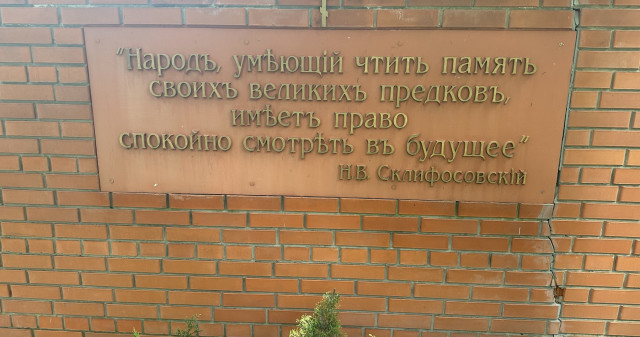 "Народъ, умѣющій чтить память
своихъ великихъ предковъ,
имѣетъ право
спокойно смотрѣть въ будущее"
Н.В. Склифосовскій